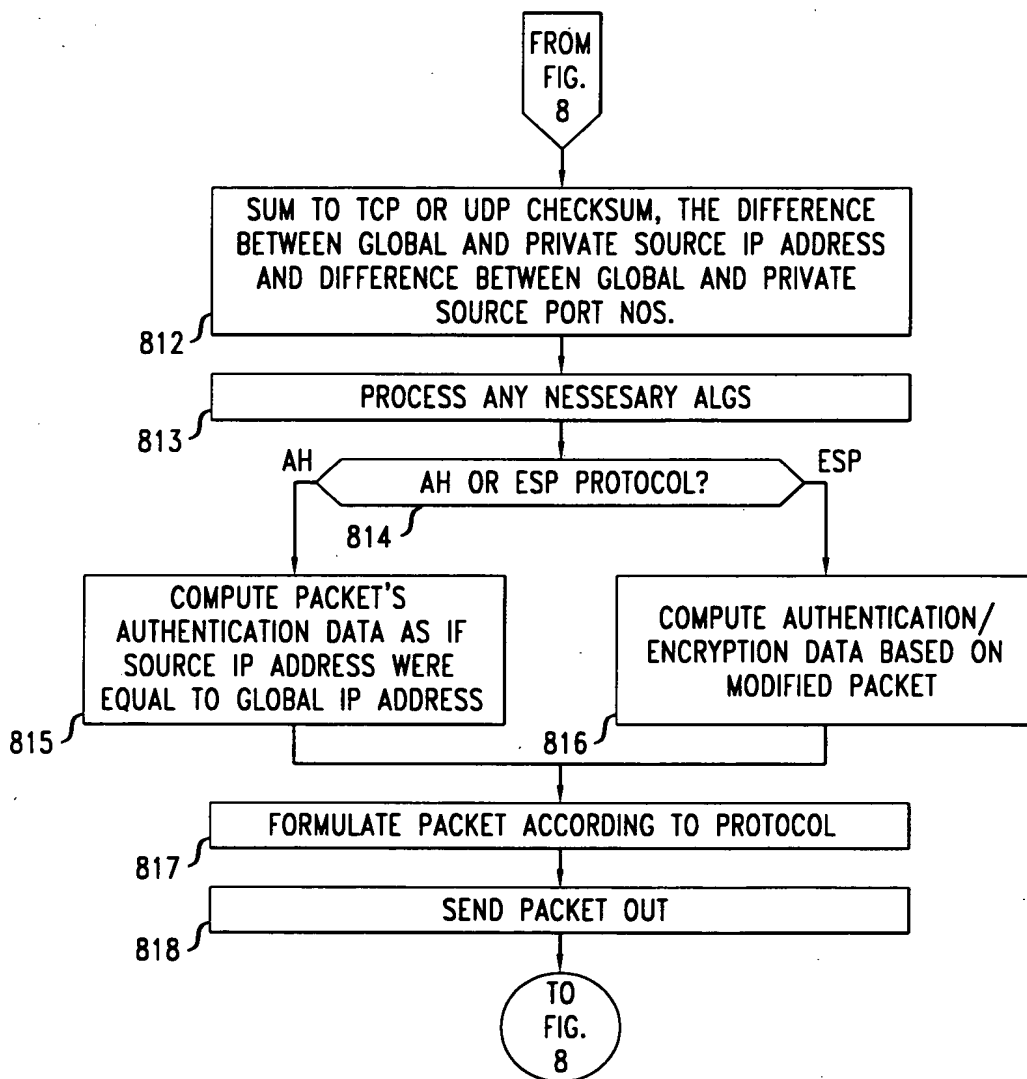 FROM
FIG.
8
SUM TO TCP OR UDP CHECKSUM, THE DIFFERENCE
BETWEEN GLOBAL AND PRIVATE SOURCE IP ADDRESS
AND DIFFERENCE BETWEEN GLOBAL AND PRIVATE
SOURCE PORT NOS.
812
PROCESS ANY NESSESARY ALGS
813
AH
AH OR ESP PROTOCOL?
ESP
814
COMPUTE PACKET'S
AUTHENTICATION DATA AS IF
SOURCE IP ADDRESS WERE
EQUAL TO GLOBAL IP ADDRESS
815
COMPUTE AUTHENTICATION/
ENCRYPTION DATA BASED ON
MODIFIED PACKET
816
FORMULATE PACKET ACCORDING TO PROTOCOL
817
SEND PACKET OUT
818
TO
FIG.
8